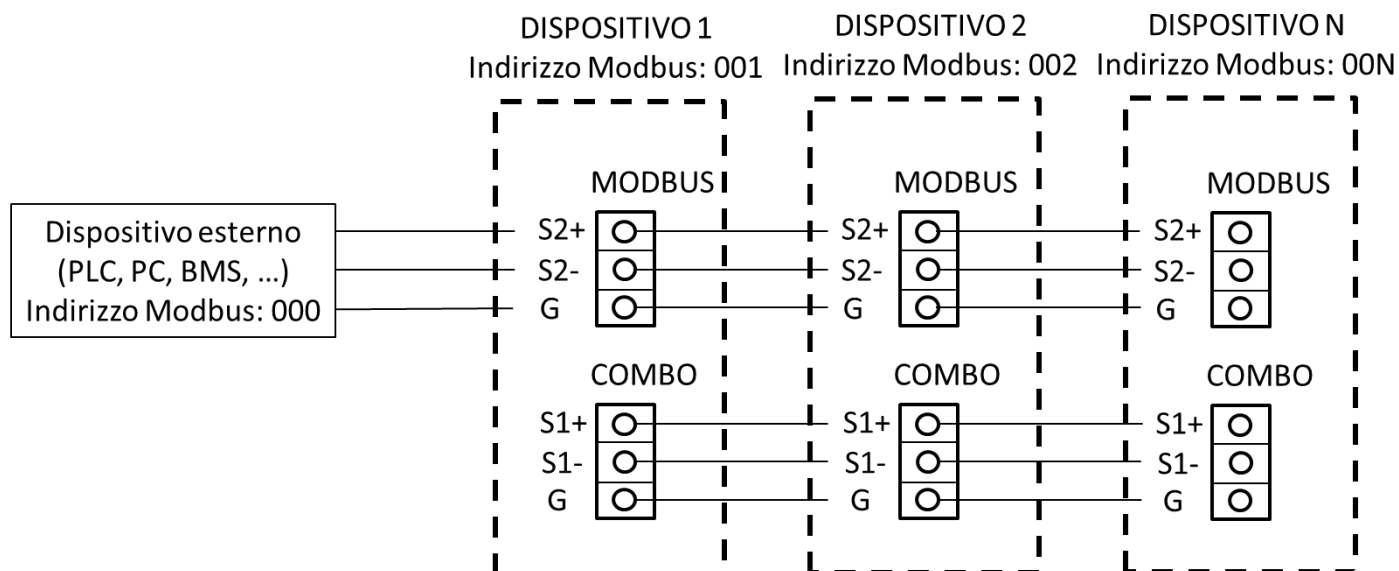 DISPOSITIVO 1
Indirizzo Modbus: 001
DISPOSITIVO 2
Indirizzo Modbus: 002
DISPOSITIVO N
Indirizzo Modbus: 00N
Dispositivo esterno
(PLC, PC, BMS, ...)
Indirizzo Modbus: 000
MODBUS
S2+
S2-
G
COMBO
S1+
S1-
G
MODBUS
S2+
S2-
G
COMBO
S1+
S1-
G
MODBUS
S2+
S2-
G
COMBO
S1+
S1-
G